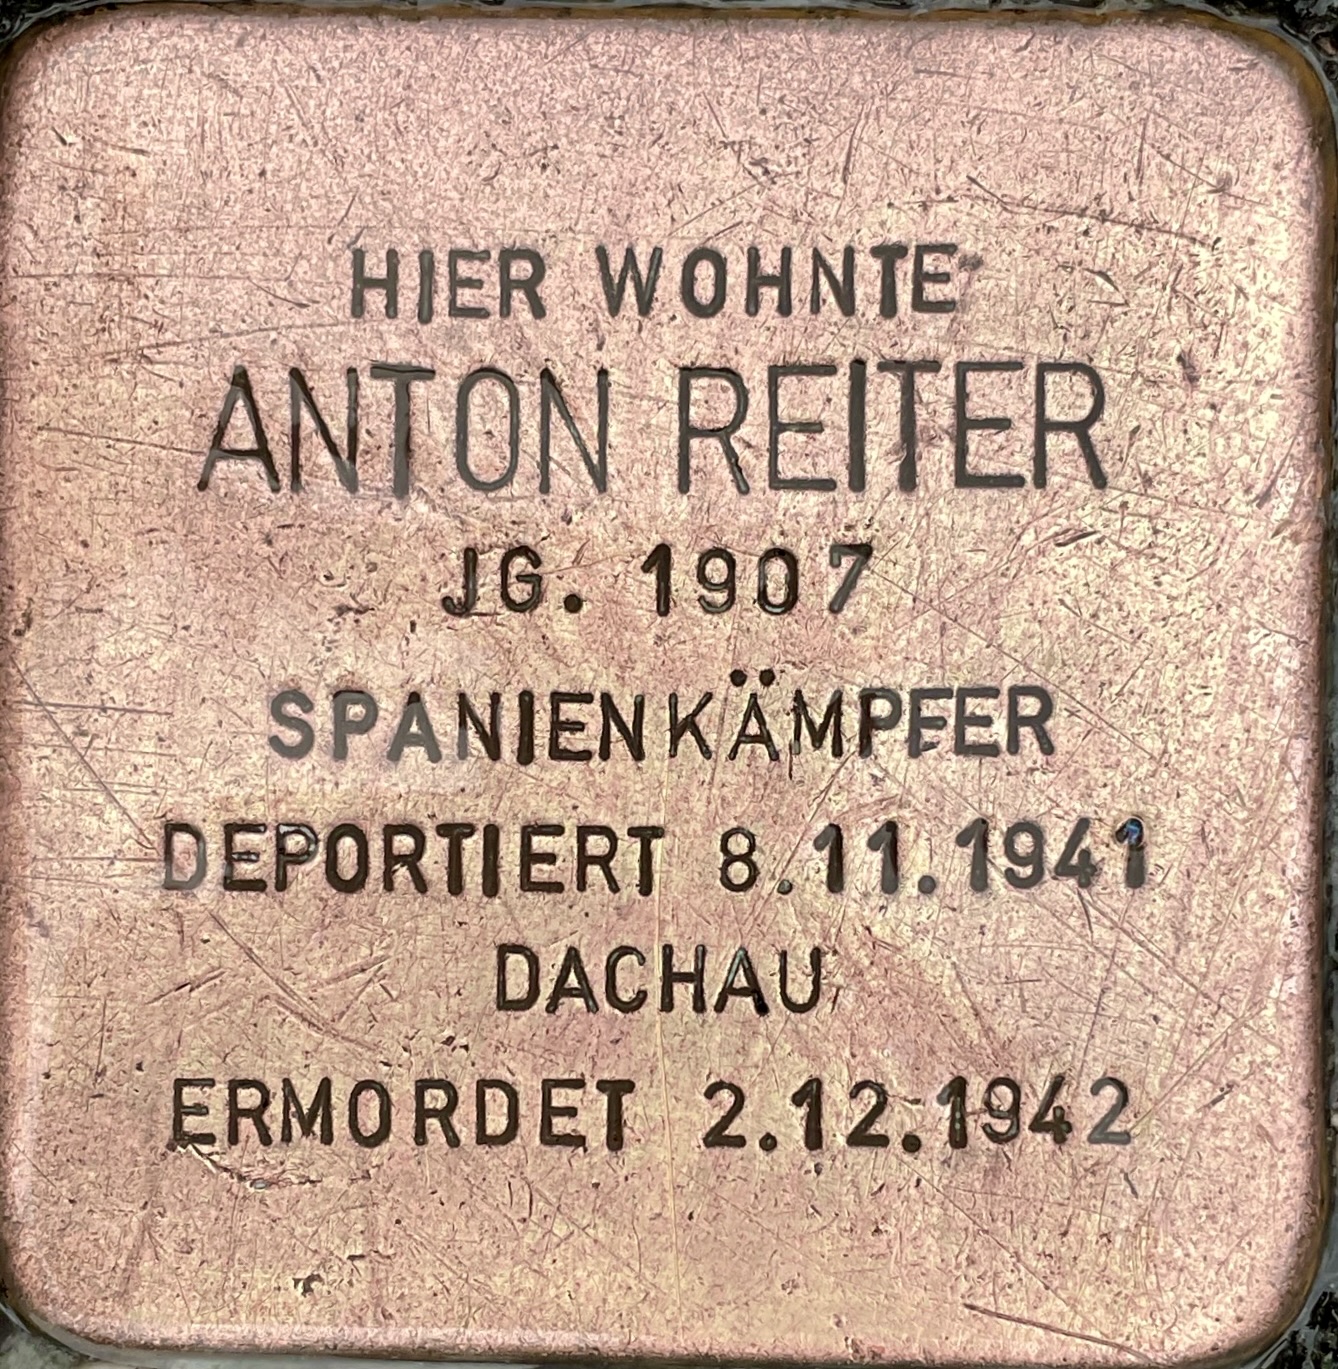 HIER WOHNTE
ANTON REITER
JG. 1907
SPANIENKÄMPFER
DEPORTIERT 8.11.1941
DACHAU
ERMORDET 2.12.1942